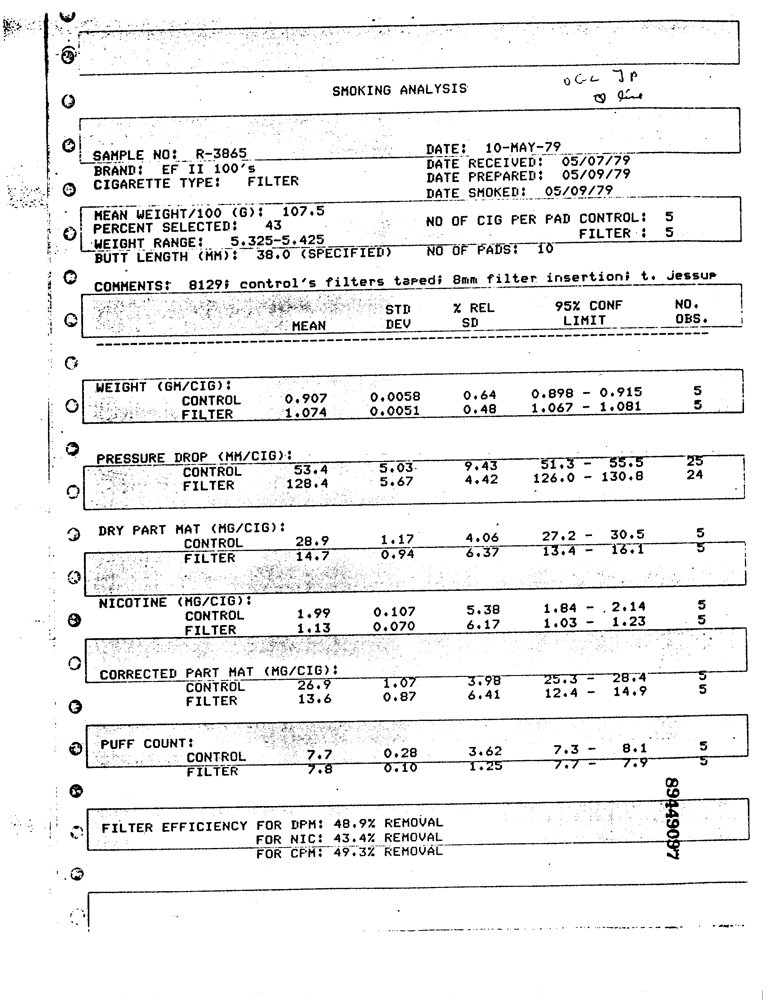 SMOKING ANALYSIS
SAMPLE NO: R-3865 DATE: 10-MAY-79
BRAND: EF II 100's DATE RECEIVED: 05/07/79
CIGARETTE TYPE: FILTER DATE PREPARED: 05/09/79
DATE SMOKED: 05/09/79
MEAN WEIGHT/100 (G): 107.5 NO OF CIG PER PAD CONTROL: 5
PERCENT SELECTED: 43 FILTER : 5
WEIGHT RANGE: 5.325-5.425
BUTT LENGTH (MM): 38.0 (SPECIFIED) NO OF PADS: 10
COMMENTS: 8129; control's filters taped; 8mm filter insertion; t. Jessup
STD % REL 95% CONF NO.
MEAN DEV SD LIMIT OBS.
WEIGHT (GM/CIG):
CONTROL 0.907 0.0058 0.64 0.898 - 0.915 5
FILTER 1.074 0.0051 0.48 1.067 - 1.081 5
PRESSURE DROP (MM/CIG):
CONTROL 53.4 5.03 9.43 51.3 - 55.5 25
FILTER 128.4 5.67 4.42 126.0 - 130.8 24
DRY PART MAT (MG/CIG):
CONTROL 28.9 1.17 4.06 27.2 - 30.5 5
FILTER 14.7 0.94 6.37 13.4 - 16.1 5
NICOTINE (MG/CIG):
CONTROL 1.99 0.107 5.38 1.84 - 2.14 5
FILTER 1.13 0.070 6.17 1.03 - 1.23 5
CORRECTED PART MAT (MG/CIG):
CONTROL 26.9 1.07 3.98 25.3 - 28.4 5
FILTER 13.6 0.87 6.41 12.4 - 14.9 5
PUFF COUNT:
CONTROL 7.7 0.28 3.62 7.3 - 8.1 5
FILTER 7.8 0.10 1.25 7.7 - 7.9 5
FILTER EFFICIENCY FOR DPM: 48.9% REMOVAL
FOR NIC: 43.4% REMOVAL
FOR CPM: 49.3% REMOVAL
89449097